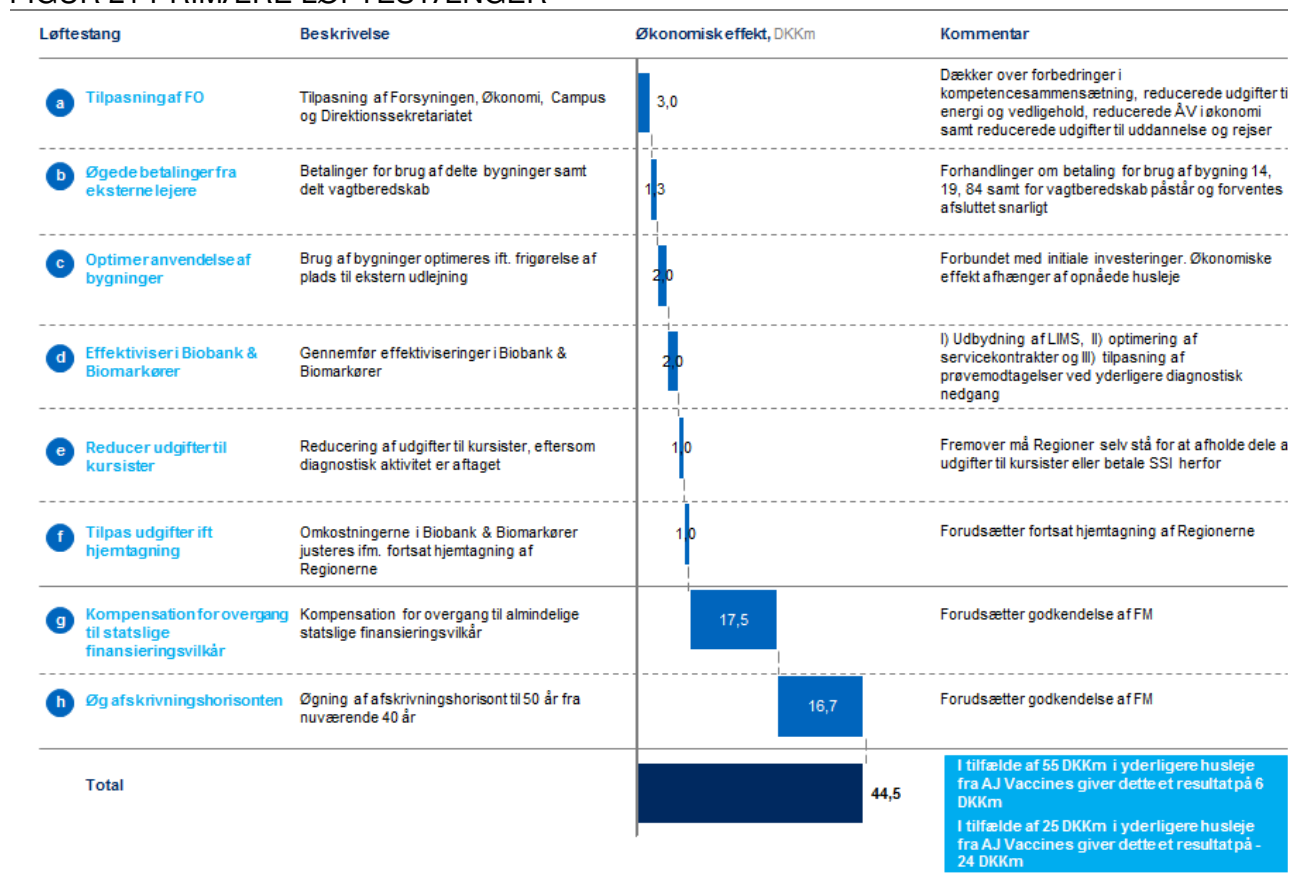 Løftestang Beskrivelse Økonomisk effekt, DKKm Kommentar
a
Tilpasning af FO
Tilpasning af Forsyningen, Økonomi, Campus
og Direktionssekretariatet
3,0
Dækker over forbedringer i
kompetencesammensætning, reducerede udgifter ti
energi og vedligehold, reducerede ÅV i økonomi
samt reducerede udgifter til uddannelse og rejser
b
Øgede betalinger fra
eksterne lejere
Betalinger for brug af delte bygninger samt
delt vagtberedskab
1,3
Forhandlinger om betaling for brug af bygning 14,
19, 84 samt for vagtberedskab påstår og forventes
afsluttet snarligt
c
Optimer anvendelse af
bygninger
Brug af bygninger optimeres ift. frigørelse af
plads til ekstern udlejning
2,0
Forbundet med initiale investeringer. Økonomiske
effekt afhænger af opnåede husleje
d
Effektiviser i Biobank &
Biomarkører
Gennemfør effektiviseringer i Biobank &
Biomarkører
2,0
I) Udbydning af LIMS, II) optimering af
servicekontrakter og III) tilpasning af
prøvemodtagelser ved yderligere diagnostisk
nedgang
e
Reducer udgifter til
kursister
Reducering af udgifter til kursister, eftersom
diagnostisk aktivitet er aftaget
1,0
Fremover må Regioner selv stå for at afholde dele a
udgifter til kursister eller betale SSI herfor
f
Tilpas udgifter ift
hjemtagning
Omkostningerne i Biobank & Biomarkører
justeres ifm. fortsat hjemtagning af
Regionerne
1,0
Forudsætter fortsat hjemtagning af Regionerne
g
Kompensation for overgang
til statslige
finansieringsvilkår
Kompensation for overgang til almindelige
statslige finansieringsvilkår
17,5
Forudsætter godkendelse af FM
h
Øg afskrivningshorisonten
Øgning af afskrivningshorisont til 50 år fra
nuværende 40 år
16,7
Forudsætter godkendelse af FM
Total
44,5
I tilfælde af 55 DKKm i yderligere husleje
fra AJ Vaccines giver dette et resultat på 6
DKKm
I tilfælde af 25 DKKm i yderligere husleje
fra AJ Vaccines giver dette et resultat på -
24 DKKm